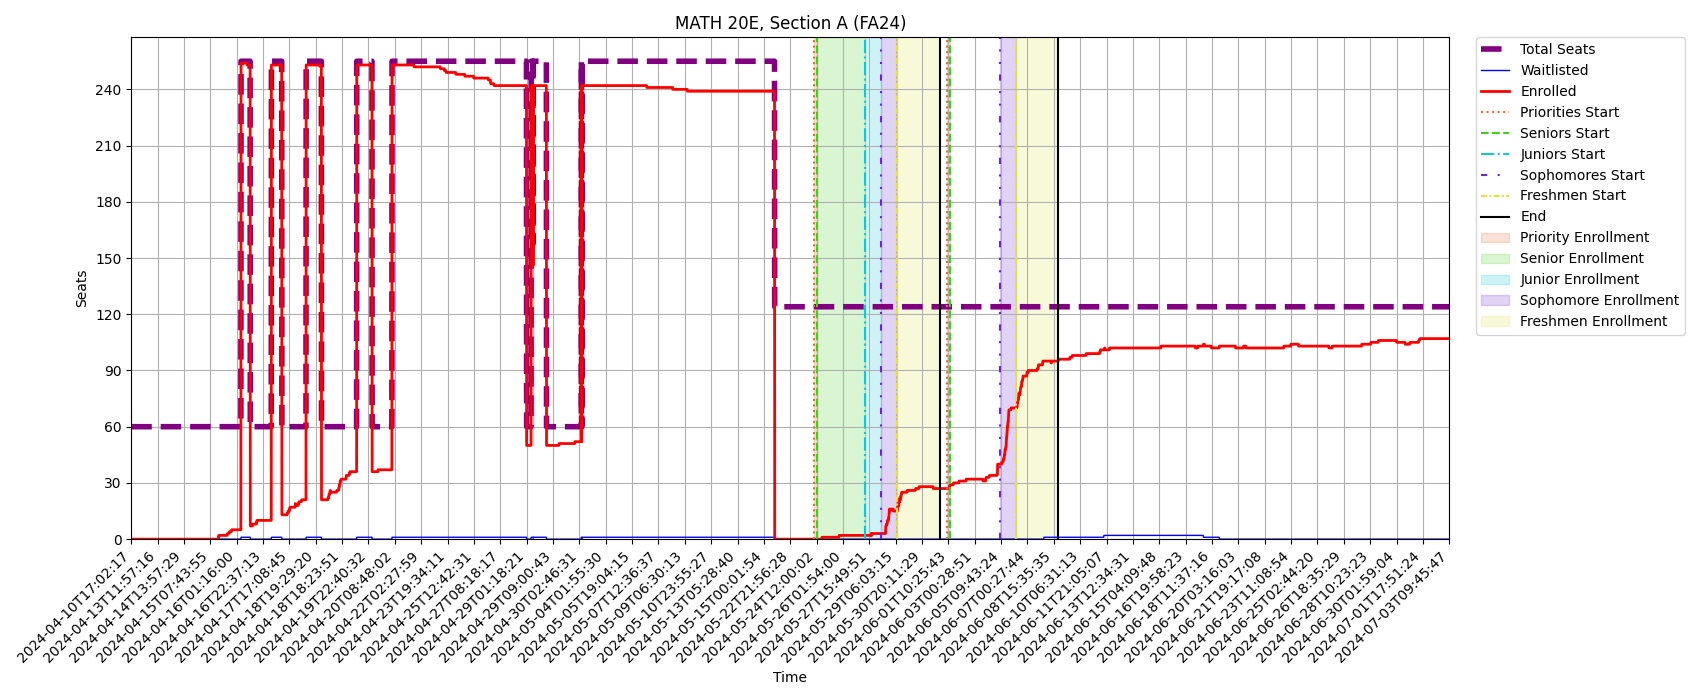 MATH 20E, Section A (FA24)
Seats
240
210
180
150
120
90
60
30
0
2024-04-10T17:02:17
2024-04-13T11:57:16
2024-04-14T13:57:29
2024-04-15T07:43:55
2024-04-16T01:16:00
2024-04-16T22:37:13
2024-04-17T17:08:45
2024-04-18T19:29:20
2024-04-18T18:23:51
2024-04-19T22:40:32
2024-04-20T08:48:02
2024-04-22T02:27:59
2024-04-23T19:34:11
2024-04-25T12:42:31
2024-04-27T08:18:17
2024-04-28T01:18:21
2024-04-29T09:00:43
2024-04-30T02:46:31
2024-05-04T01:55:30
2024-05-05T19:04:15
2024-05-07T12:36:37
2024-05-09T06:30:13
2024-05-10T23:55:27
2024-05-13T05:28:40
2024-05-15T00:01:54
2024-05-22T21:56:28
2024-05-24T12:00:02
2024-05-26T01:54:00
2024-05-27T15:49:51
2024-05-29T06:03:15
2024-05-30T20:11:29
2024-06-01T10:25:43
2024-06-03T00:28:51
2024-06-05T09:43:24
2024-06-07T00:27:44
2024-06-08T15:35:35
2024-06-10T06:31:13
2024-06-11T21:05:07
2024-06-13T12:34:31
2024-06-15T04:09:48
2024-06-16T19:58:23
2024-06-18T11:37:16
2024-06-20T03:16:03
2024-06-21T19:17:08
2024-06-23T11:08:54
2024-06-25T02:44:20
2024-06-26T18:35:29
2024-06-28T10:23:23
2024-06-30T01:59:04
2024-07-01T17:51:24
2024-07-03T09:45:47
Time
Total Seats
Waitlisted
Enrolled
Priorities Start
Seniors Start
Juniors Start
Sophomores Start
Freshmen Start
End
Priority Enrollment
Senior Enrollment
Junior Enrollment
Sophomore Enrollment
Freshmen Enrollment